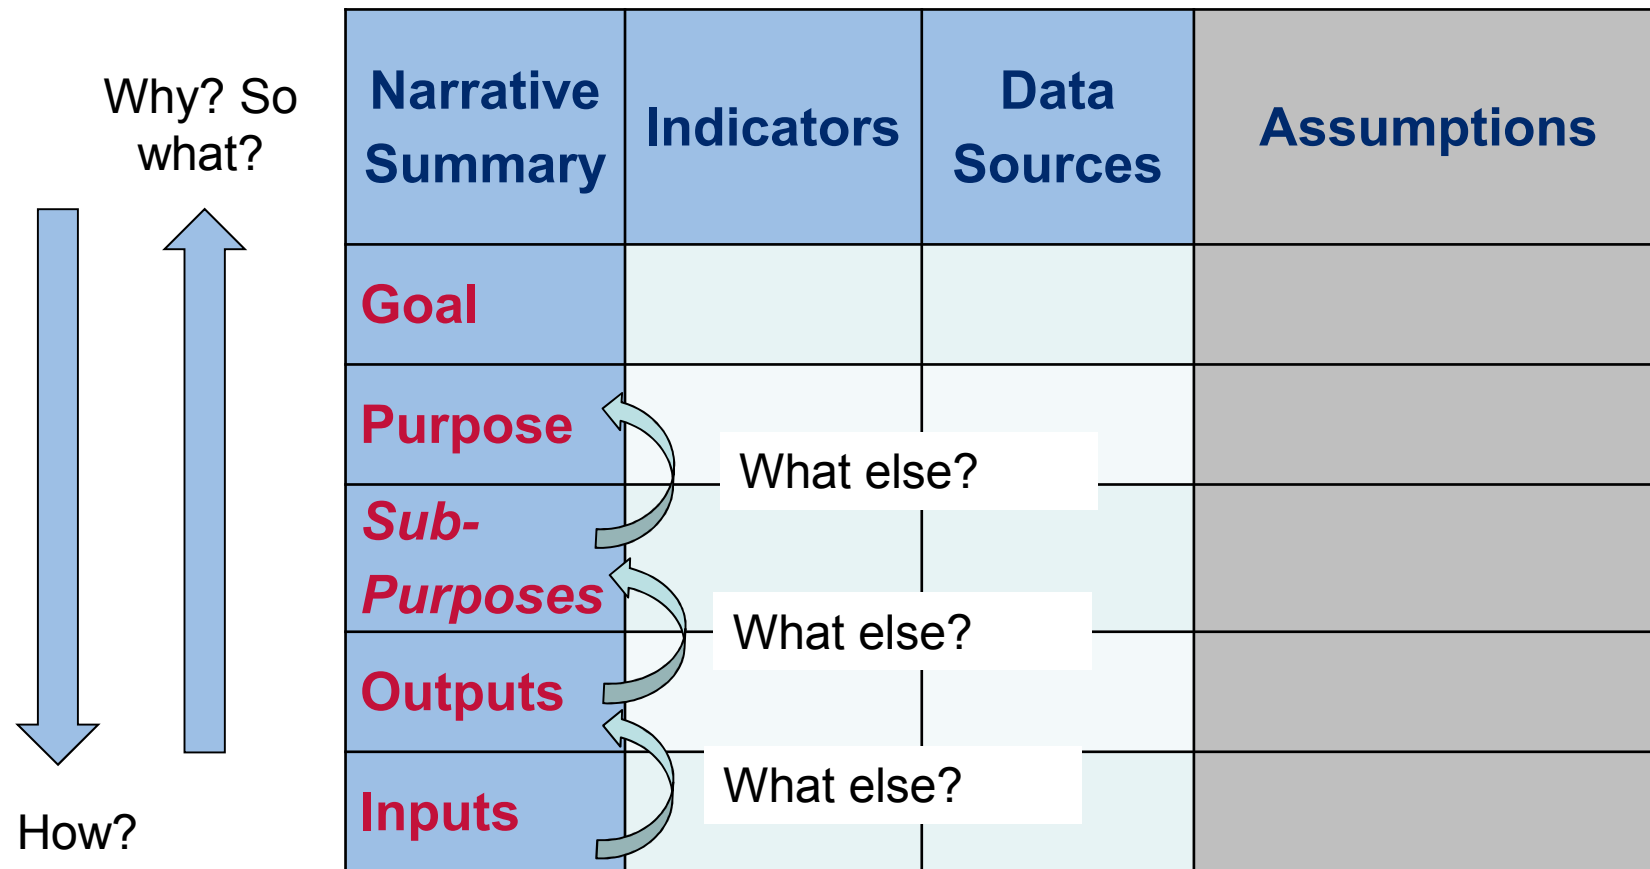 Why? So
what?
Narrative
Summary
Indicators
Data
Sources
Assumptions
Goal
Purpose
What else?
Sub-
Purposes
What else?
Outputs
What else?
Inputs
How?